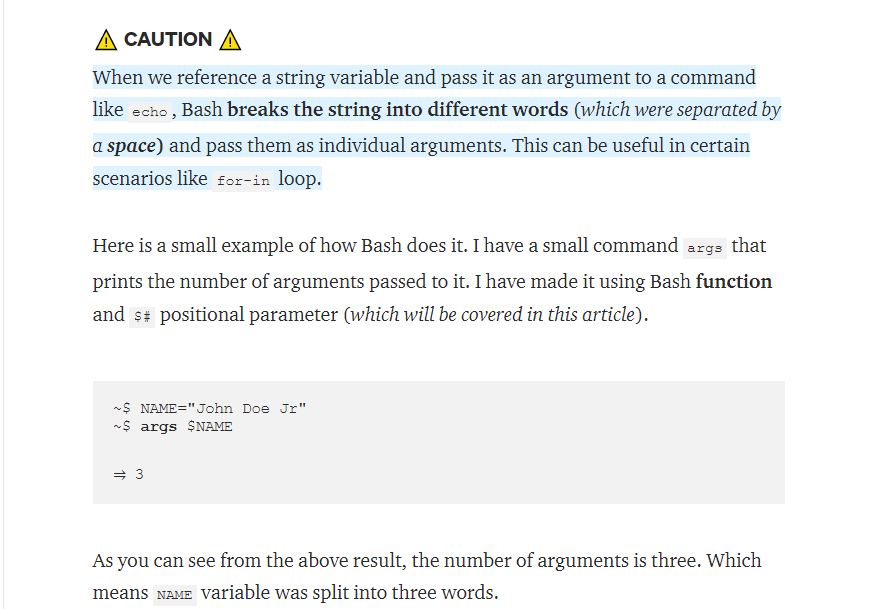 ⚠ CAUTION ⚠
When we reference a string variable and pass it as an argument to a command
like echo, Bash breaks the string into different words (which were separated by
a space) and pass them as individual arguments. This can be useful in certain
scenarios like for-in loop.
Here is a small example of how Bash does it. I have a small command args that
prints the number of arguments passed to it. I have made it using Bash function
and $# positional parameter (which will be covered in this article).
~$ NAME="John Doe Jr"
~$ args $NAME
⇒ 3
As you can see from the above result, the number of arguments is three. Which
means NAME variable was split into three words.